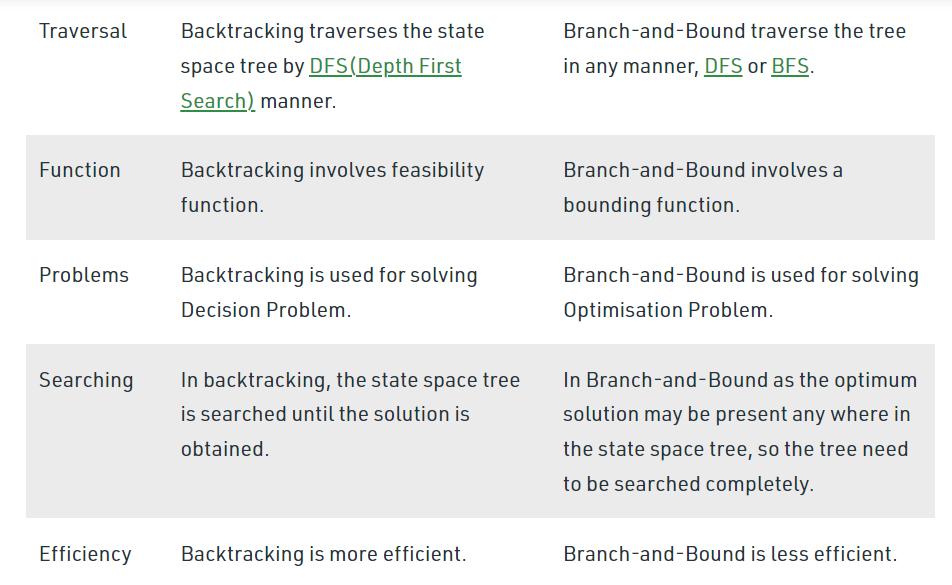 Traversal
Backtracking traverses the state
space tree by DFS(Depth First
Search) manner.
Branch-and-Bound traverse the tree
in any manner, DFS or BFS.
Function
Backtracking involves feasibility
function.
Branch-and-Bound involves a
bounding function.
Problems
Backtracking is used for solving
Decision Problem.
Branch-and-Bound is used for solving
Optimisation Problem.
Searching
In backtracking, the state space tree
is searched until the solution is
obtained.
In Branch-and-Bound as the optimum
solution may be present any where in
the state space tree, so the tree need
to be searched completely.
Efficiency
Backtracking is more efficient.
Branch-and-Bound is less efficient.